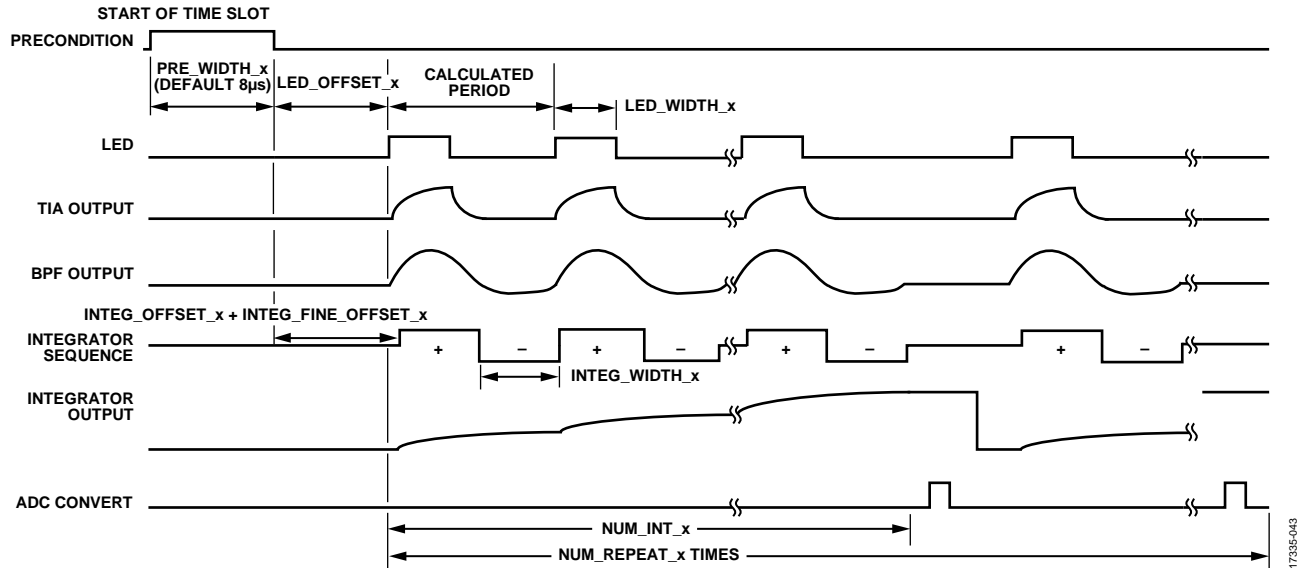 START OF TIME SLOT
PRECONDITION
PRE_WIDTH_x
(DEFAULT 8µs)
LED_OFFSET_x
CALCULATED
PERIOD
LED_WIDTH_x
LED
TIA OUTPUT
BPF OUTPUT
INTEG_OFFSET_x + INTEG_FINE_OFFSET_x
INTEGRATOR
SEQUENCE
+ – + – + – + –
INTEG_WIDTH_x
INTEGRATOR
OUTPUT
ADC CONVERT
NUM_INT_x
NUM_REPEAT_x TIMES
17335-043